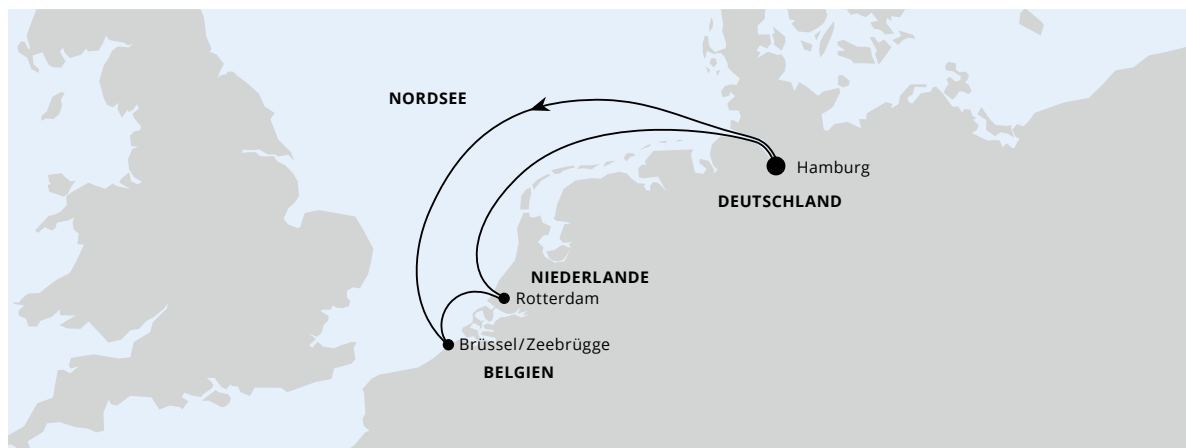 NORDSEE
Hamburg
DEUTSCHLAND
NIEDERLANDE
Rotterdam
Brüssel/Zeebrügge
BELGIEN